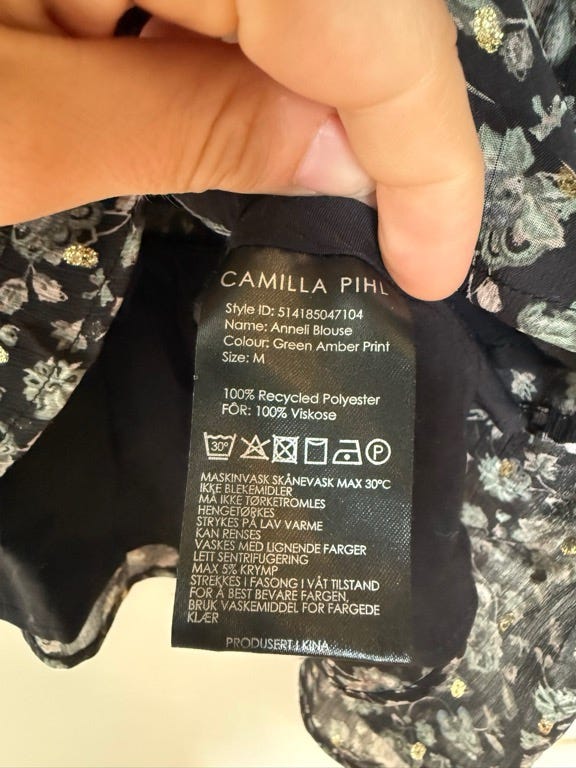 CAMILLA PIHL
Style ID: 514185047104
Name: Anneli Blouse
Colour: Green Amber Print
Size: M
100% Recycled Polyester
FÔR: 100% Viskose
30° P
MASKINVASK SKÅNEVASK MAX 30°C
IKKE BLEKEMIDLER
MÅ IKKE TØRKETROMLES
HENGETØRKES
STRYKES PÅ LAV VARME
KAN RENSES
VASKES MED LIGNENDE FARGER
LETT SENTRIFUGERING
MAX 5% KRYMP
STREKKES I FASONG I VÅT TILSTAND
FOR Å BEST BEVARE FARGEN,
BRUK VASKEMIDDEL FOR FARGEDE
KLÆR
PRODUSERT I KINA